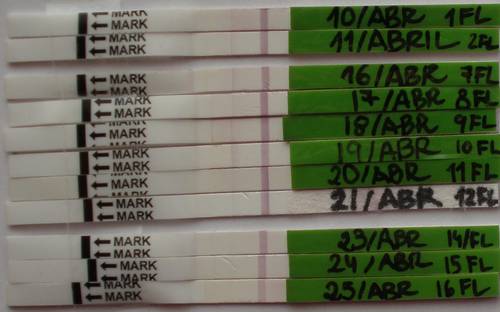 MARK 10/ABR 1FL
MARK 11/ABRIL 2FL
MARK
MARK 16/ABR 7FL
MARK
MARK 17/ABR 8FL
MARK
MARK 18/ABR 9FL
MARK
MARK 19/ABR 10FL
MARK 20/ABR 11FL
MARK
MARK 21/ABR 12FL
MARK 23/ABR 14/FL
MARK
MARK 24/ABR 15FL
MARK
MARK 25/ABR 16FL